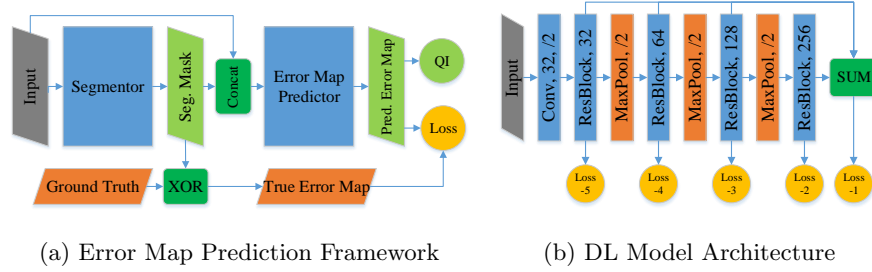 Input
Segmentor
Seg. Mask
Concat
Error Map
Predictor
Pred. Error Map
QI
Loss
Ground Truth
XOR
True Error Map
(a) Error Map Prediction Framework
Input
Conv, 32, /2
ResBlock, 32
MaxPool, /2
ResBlock, 64
MaxPool, /2
ResBlock, 128
MaxPool, /2
ResBlock, 256
SUM
Loss
-5
Loss
-4
Loss
-3
Loss
-2
Loss
-1
(b) DL Model Architecture